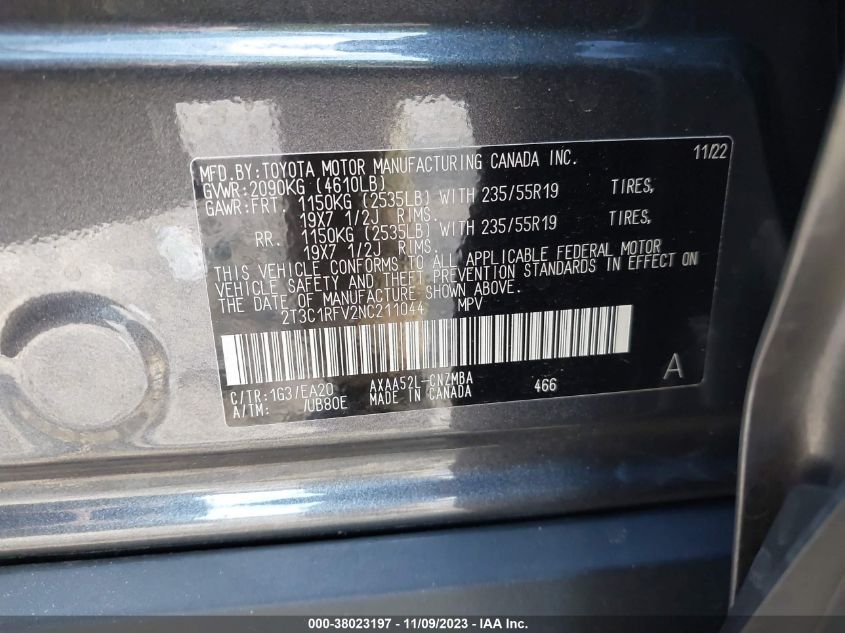 MFD.BY:TOYOTA MOTOR MANUFACTURING CANADA INC. 11/22
GVWR:2090KG (4610LB)
GAWR:FRT. 1150KG (2535LB) WITH 235/55R19 TIRES,
19X7 1/2J RIMS.
RR. 1150KG (2535LB) WITH 235/55R19 TIRES,
19X7 1/2J RIMS.
THIS VEHICLE CONFORMS TO ALL APPLICABLE FEDERAL MOTOR
VEHICLE SAFETY AND THEFT PREVENTION STANDARDS IN EFFECT ON
THE DATE OF MANUFACTURE SHOWN ABOVE.
2T3C1RFV2NC211044 MPV
C/TR:1G3/EA20 AXAA52L-CNZMBA 466 A
A/TM: /UB80E MADE IN CANADA
000-38023197 - 11/09/2023 - IAA Inc.